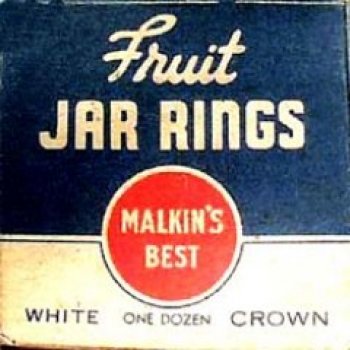 Fruit
JAR RINGS
MALKIN'S
BEST
WHITE ONE DOZEN CROWN